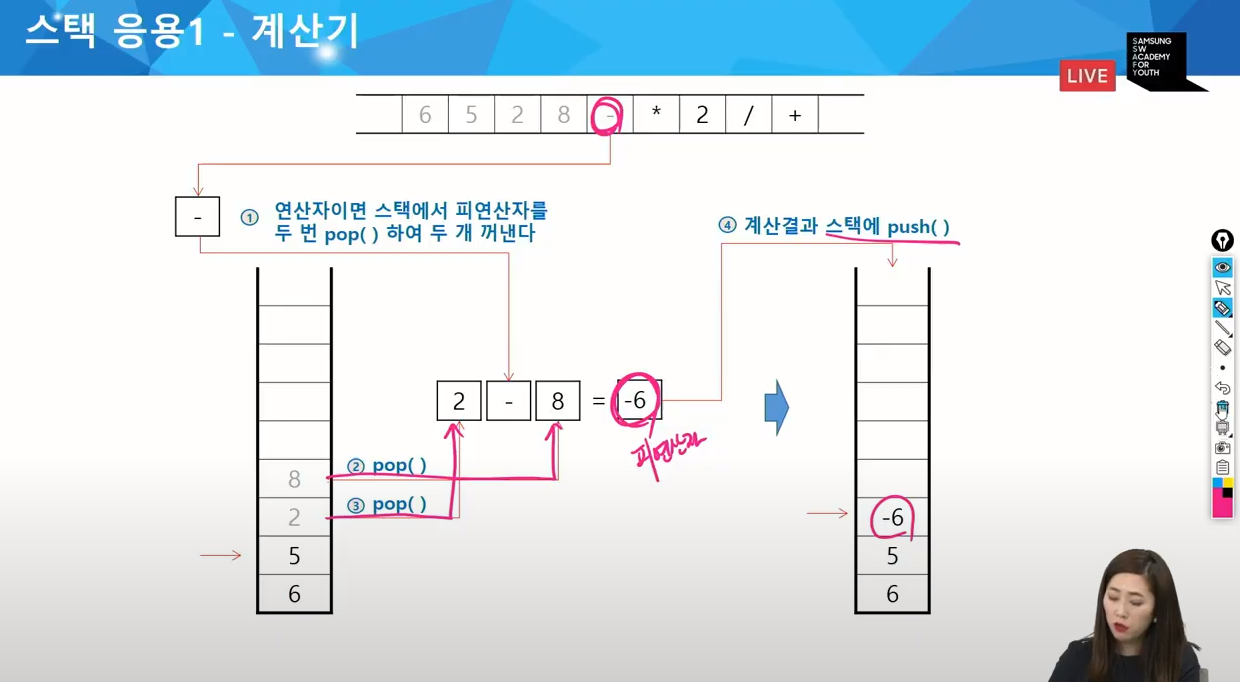 스택 응용1 - 계산기
SAMSUNG
SW
ACADEMY
FOR
YOUTH
LIVE
6 5 2 8 - * 2 / +
-
① 연산자이면 스택에서 피연산자를
두 번 pop( ) 하여 두 개 꺼낸다
④ 계산결과 스택에 push( )
2 - 8 = -6
피연산자
② pop( )
③ pop( )
8
2
5
6
-6
5
6